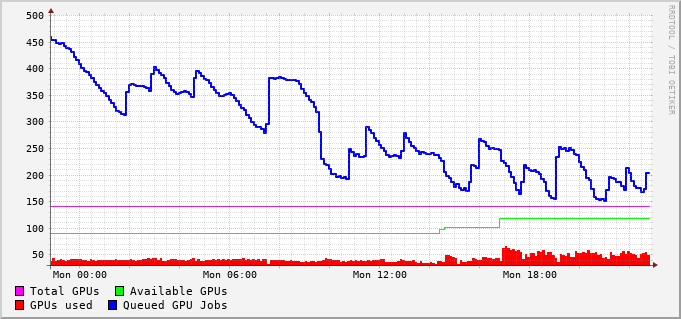 500
450
400
350
300
250
200
150
100
50
Mon 00:00 Mon 06:00 Mon 12:00 Mon 18:00
RRDTOOL / TOBI OETIKER
Total GPUs Available GPUs
GPUs used Queued GPU Jobs